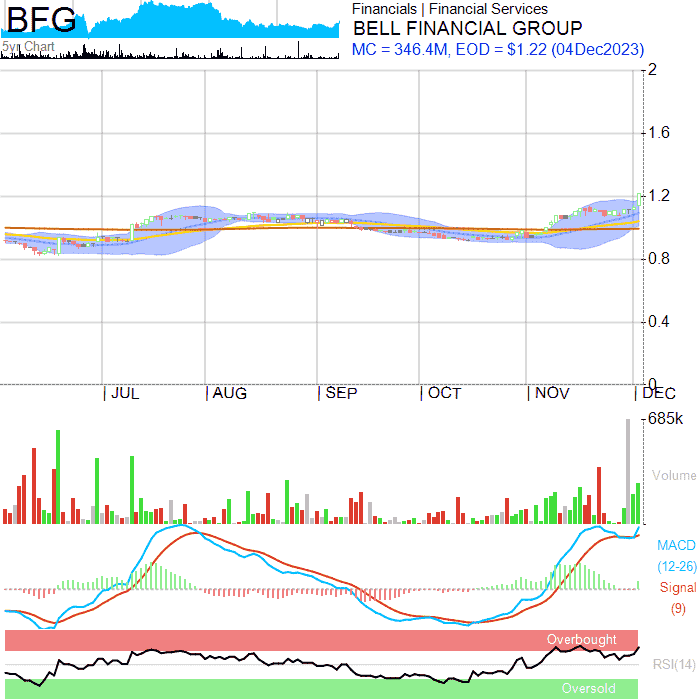 BFG
5yr Chart
Financials | Financial Services
BELL FINANCIAL GROUP
MC = 346.4M, EOD = $1.22 (04Dec2023)
2
1.6
1.2
0.8
0.4
0
JUL
AUG
SEP
OCT
NOV
DEC
685k
Volume
MACD
(12-26)
Signal
(9)
Overbought
RSI(14)
Oversold